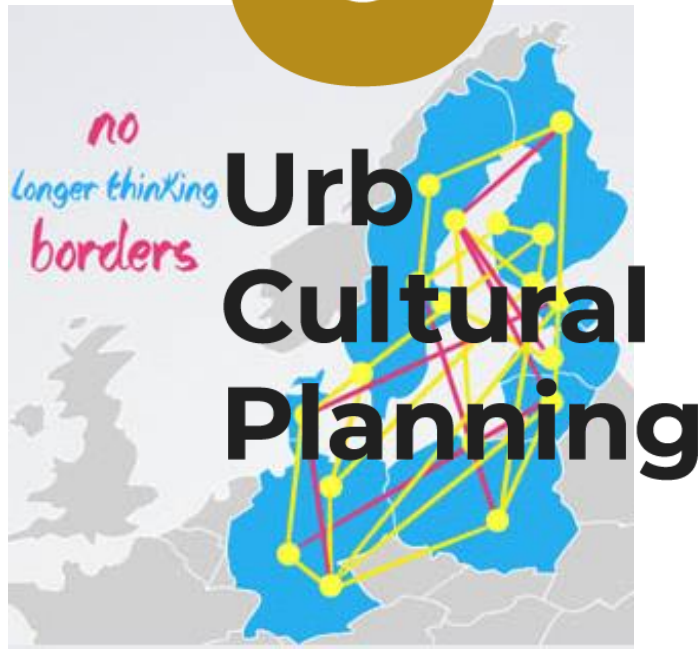 no
longer thinking
borders
Urb
Cultural
Planning